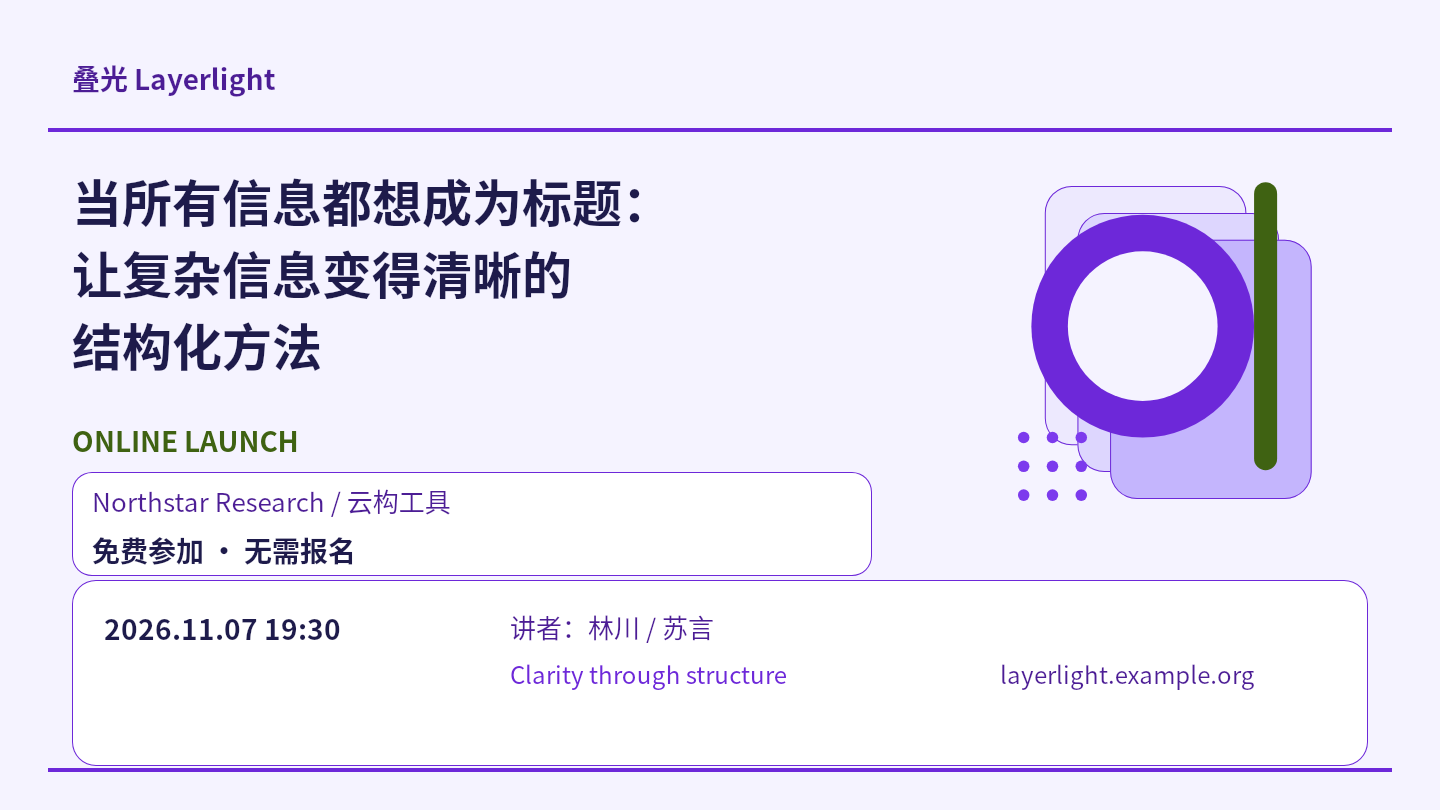 叠光 Layerlight
当所有信息都想成为标题：
让复杂信息变得清晰的
结构化方法
ONLINE LAUNCH
Northstar Research / 云构工具
免费参加 · 无需报名
2026.11.07 19:30
讲者：林川 / 苏言
Clarity through structure
layerlight.example.org